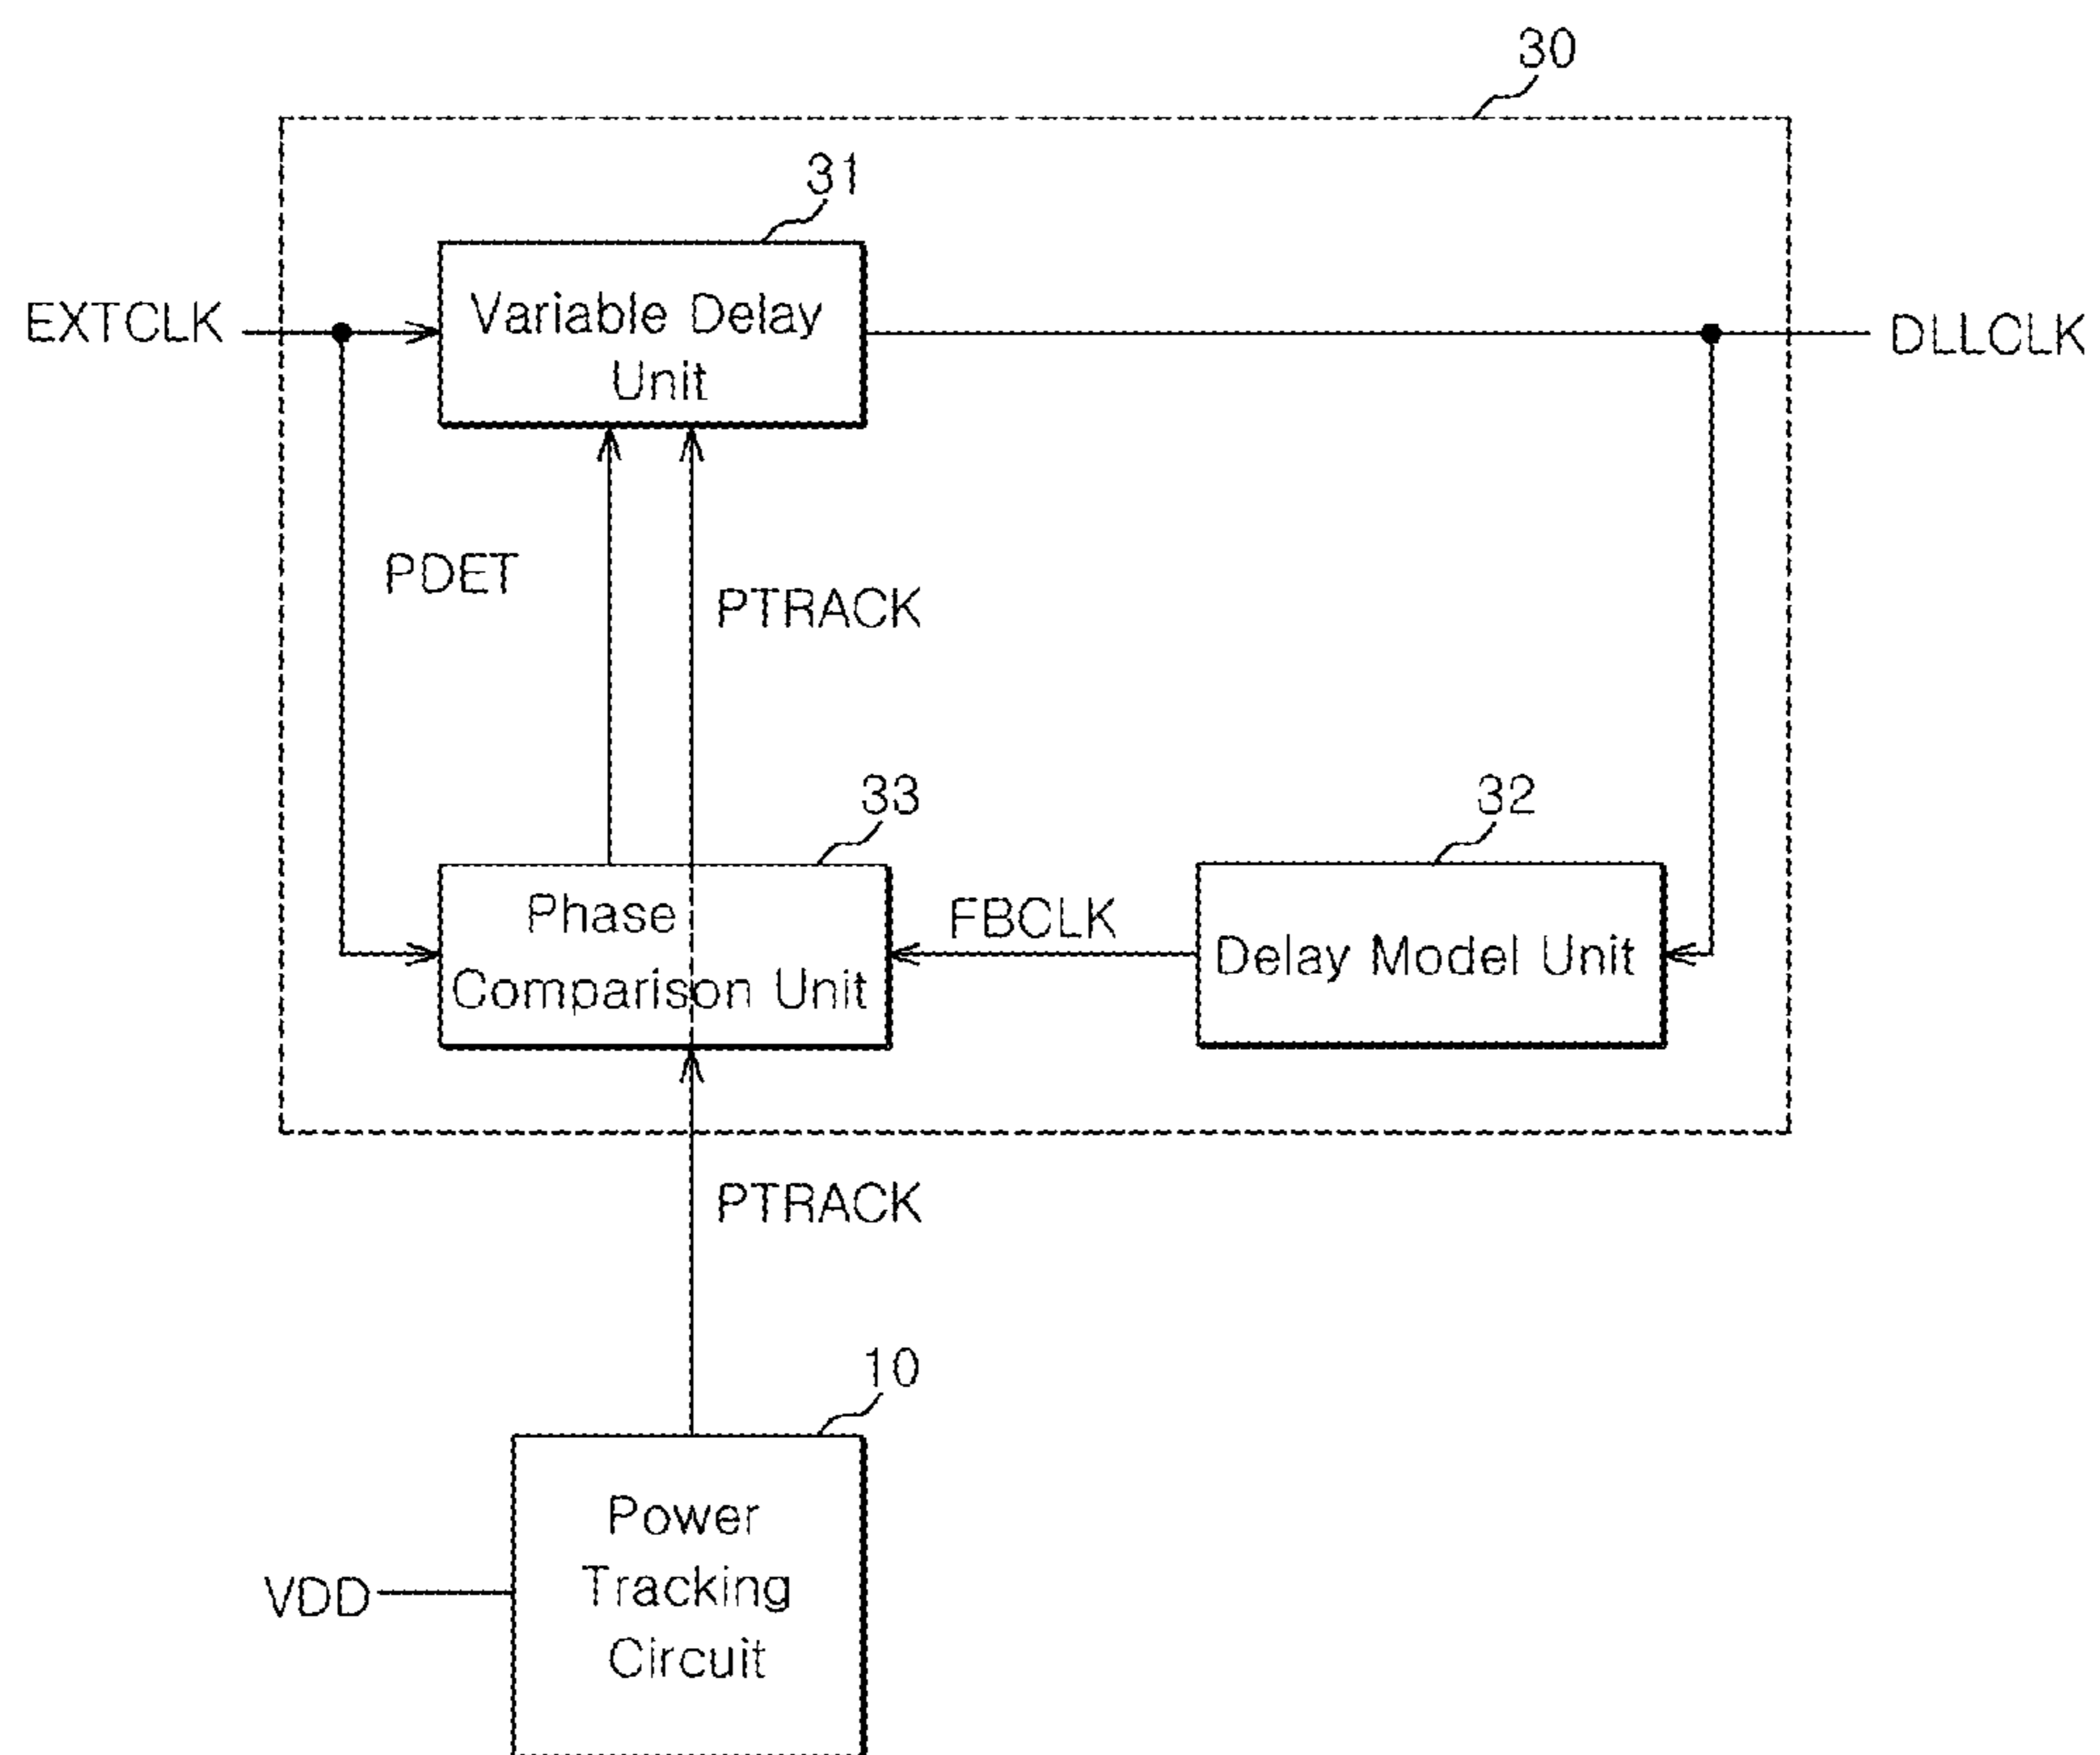 30
31
EXTCLK
Variable Delay
Unit
DLLCLK
PDET
PTRACK
33
32
Phase
Comparison Unit
FBCLK
Delay Model Unit
PTRACK
10
Power
Tracking
Circuit
VDD